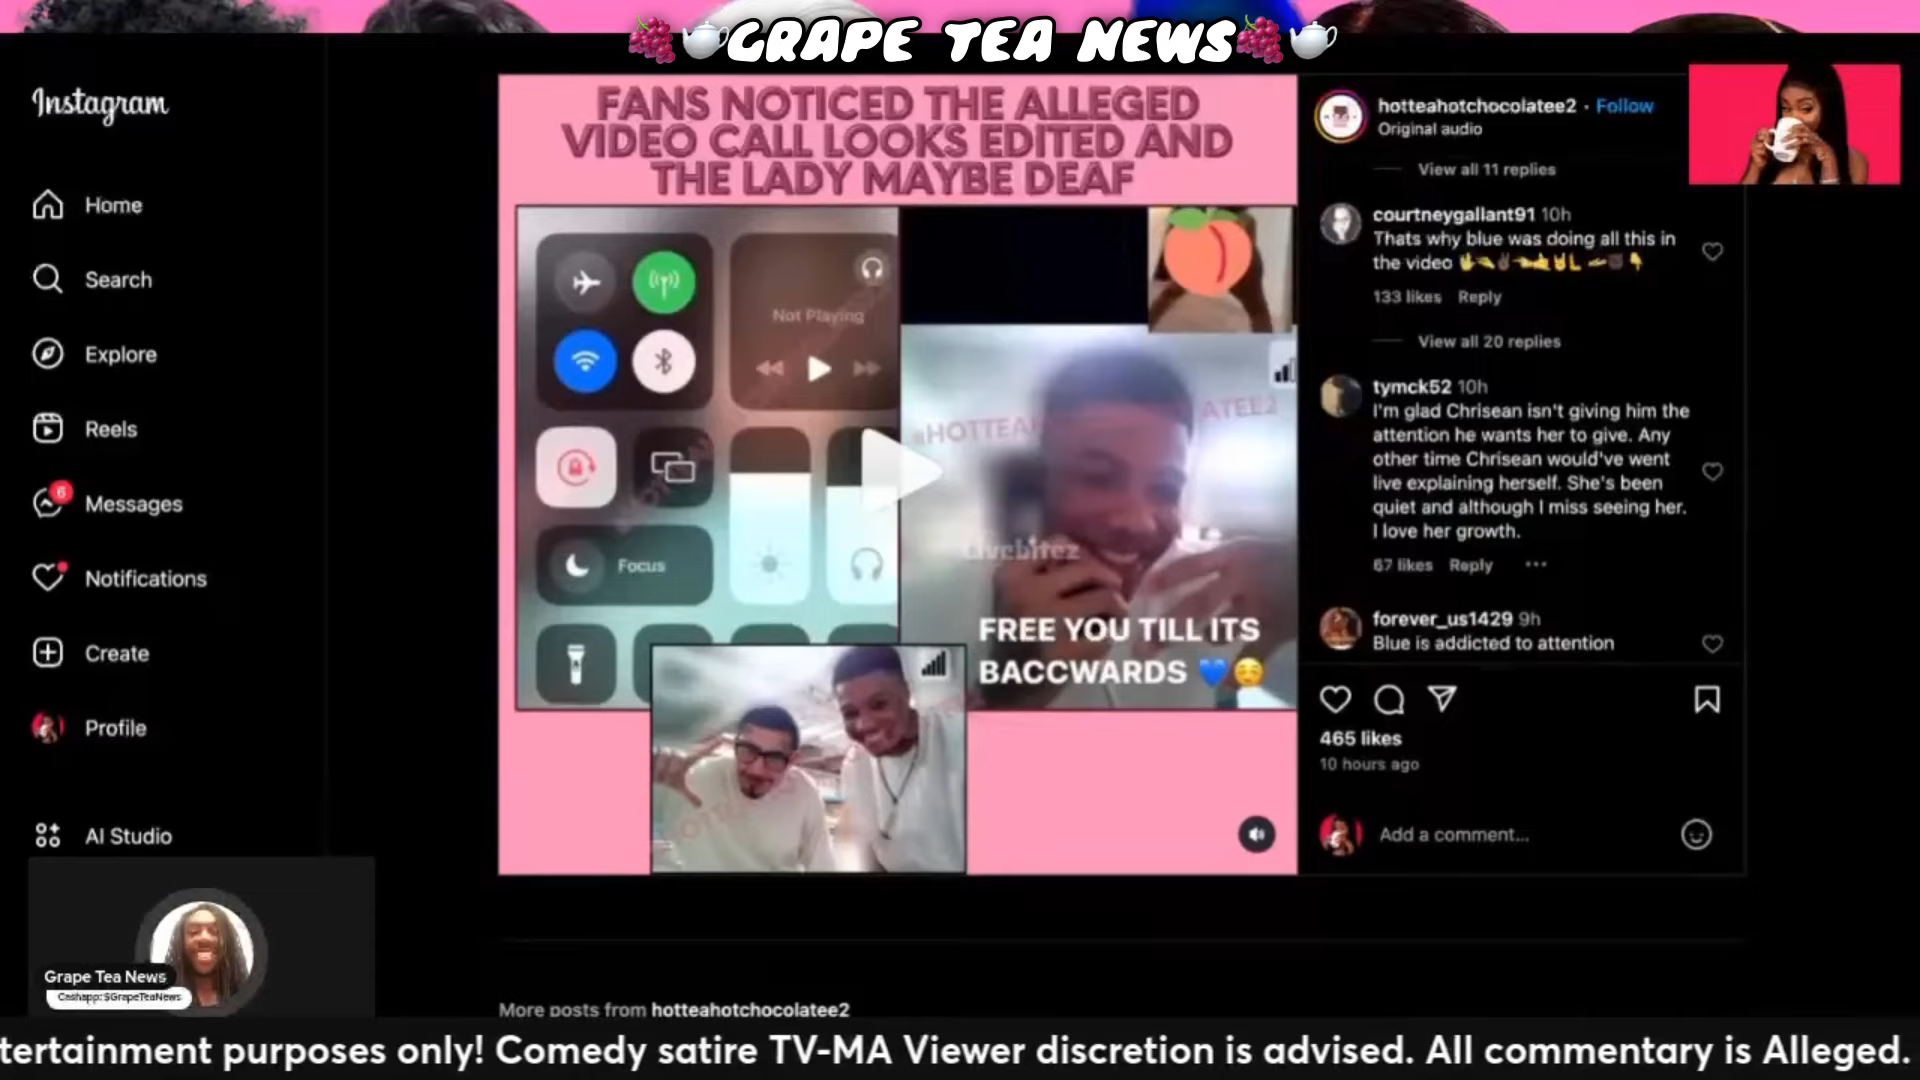 GRAPE TEA NEWS
Instagram
Home
Search
Explore
Reels
6
Messages
Notifications
Create
Profile
AI Studio
FANS NOTICED THE ALLEGED
VIDEO CALL LOOKS EDITED AND
THE LADY MAYBE DEAF
Not Playing
Focus
Livebitez
FREE YOU TILL ITS
BACCWARDS 💙☺️
hotteahotchocolatee2 · Follow
Original audio
View all 11 replies
courtneygallant91 10h
Thats why blue was doing all this in
the video
133 likes Reply
View all 20 replies
tymck52 10h
I'm glad Chrisean isn't giving him the
attention he wants her to give. Any
other time Chrisean would've went
live explaining herself. She's been
quiet and although I miss seeing her.
I love her growth.
67 likes Reply ...
forever_us1429 9h
Blue is addicted to attention
465 likes
10 hours ago
Add a comment...
Grape Tea News
Cashapp: $GrapeTeaNews
More posts from hotteahotchocolatee2
tertainment purposes only! Comedy satire TV-MA Viewer discretion is advised. All commentary is Alleged.